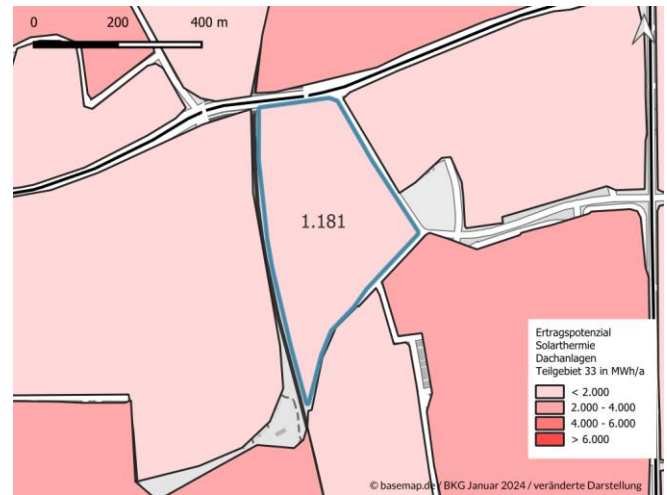 0 200 400 m
1.181
Ertragspotenzial
Solarthermie
Dachanlagen
Teilgebiet 33 in MWh/a
< 2.000
2.000 - 4.000
4.000 - 6.000
> 6.000
© basemap.de / BKG Januar 2024 / veränderte Darstellung